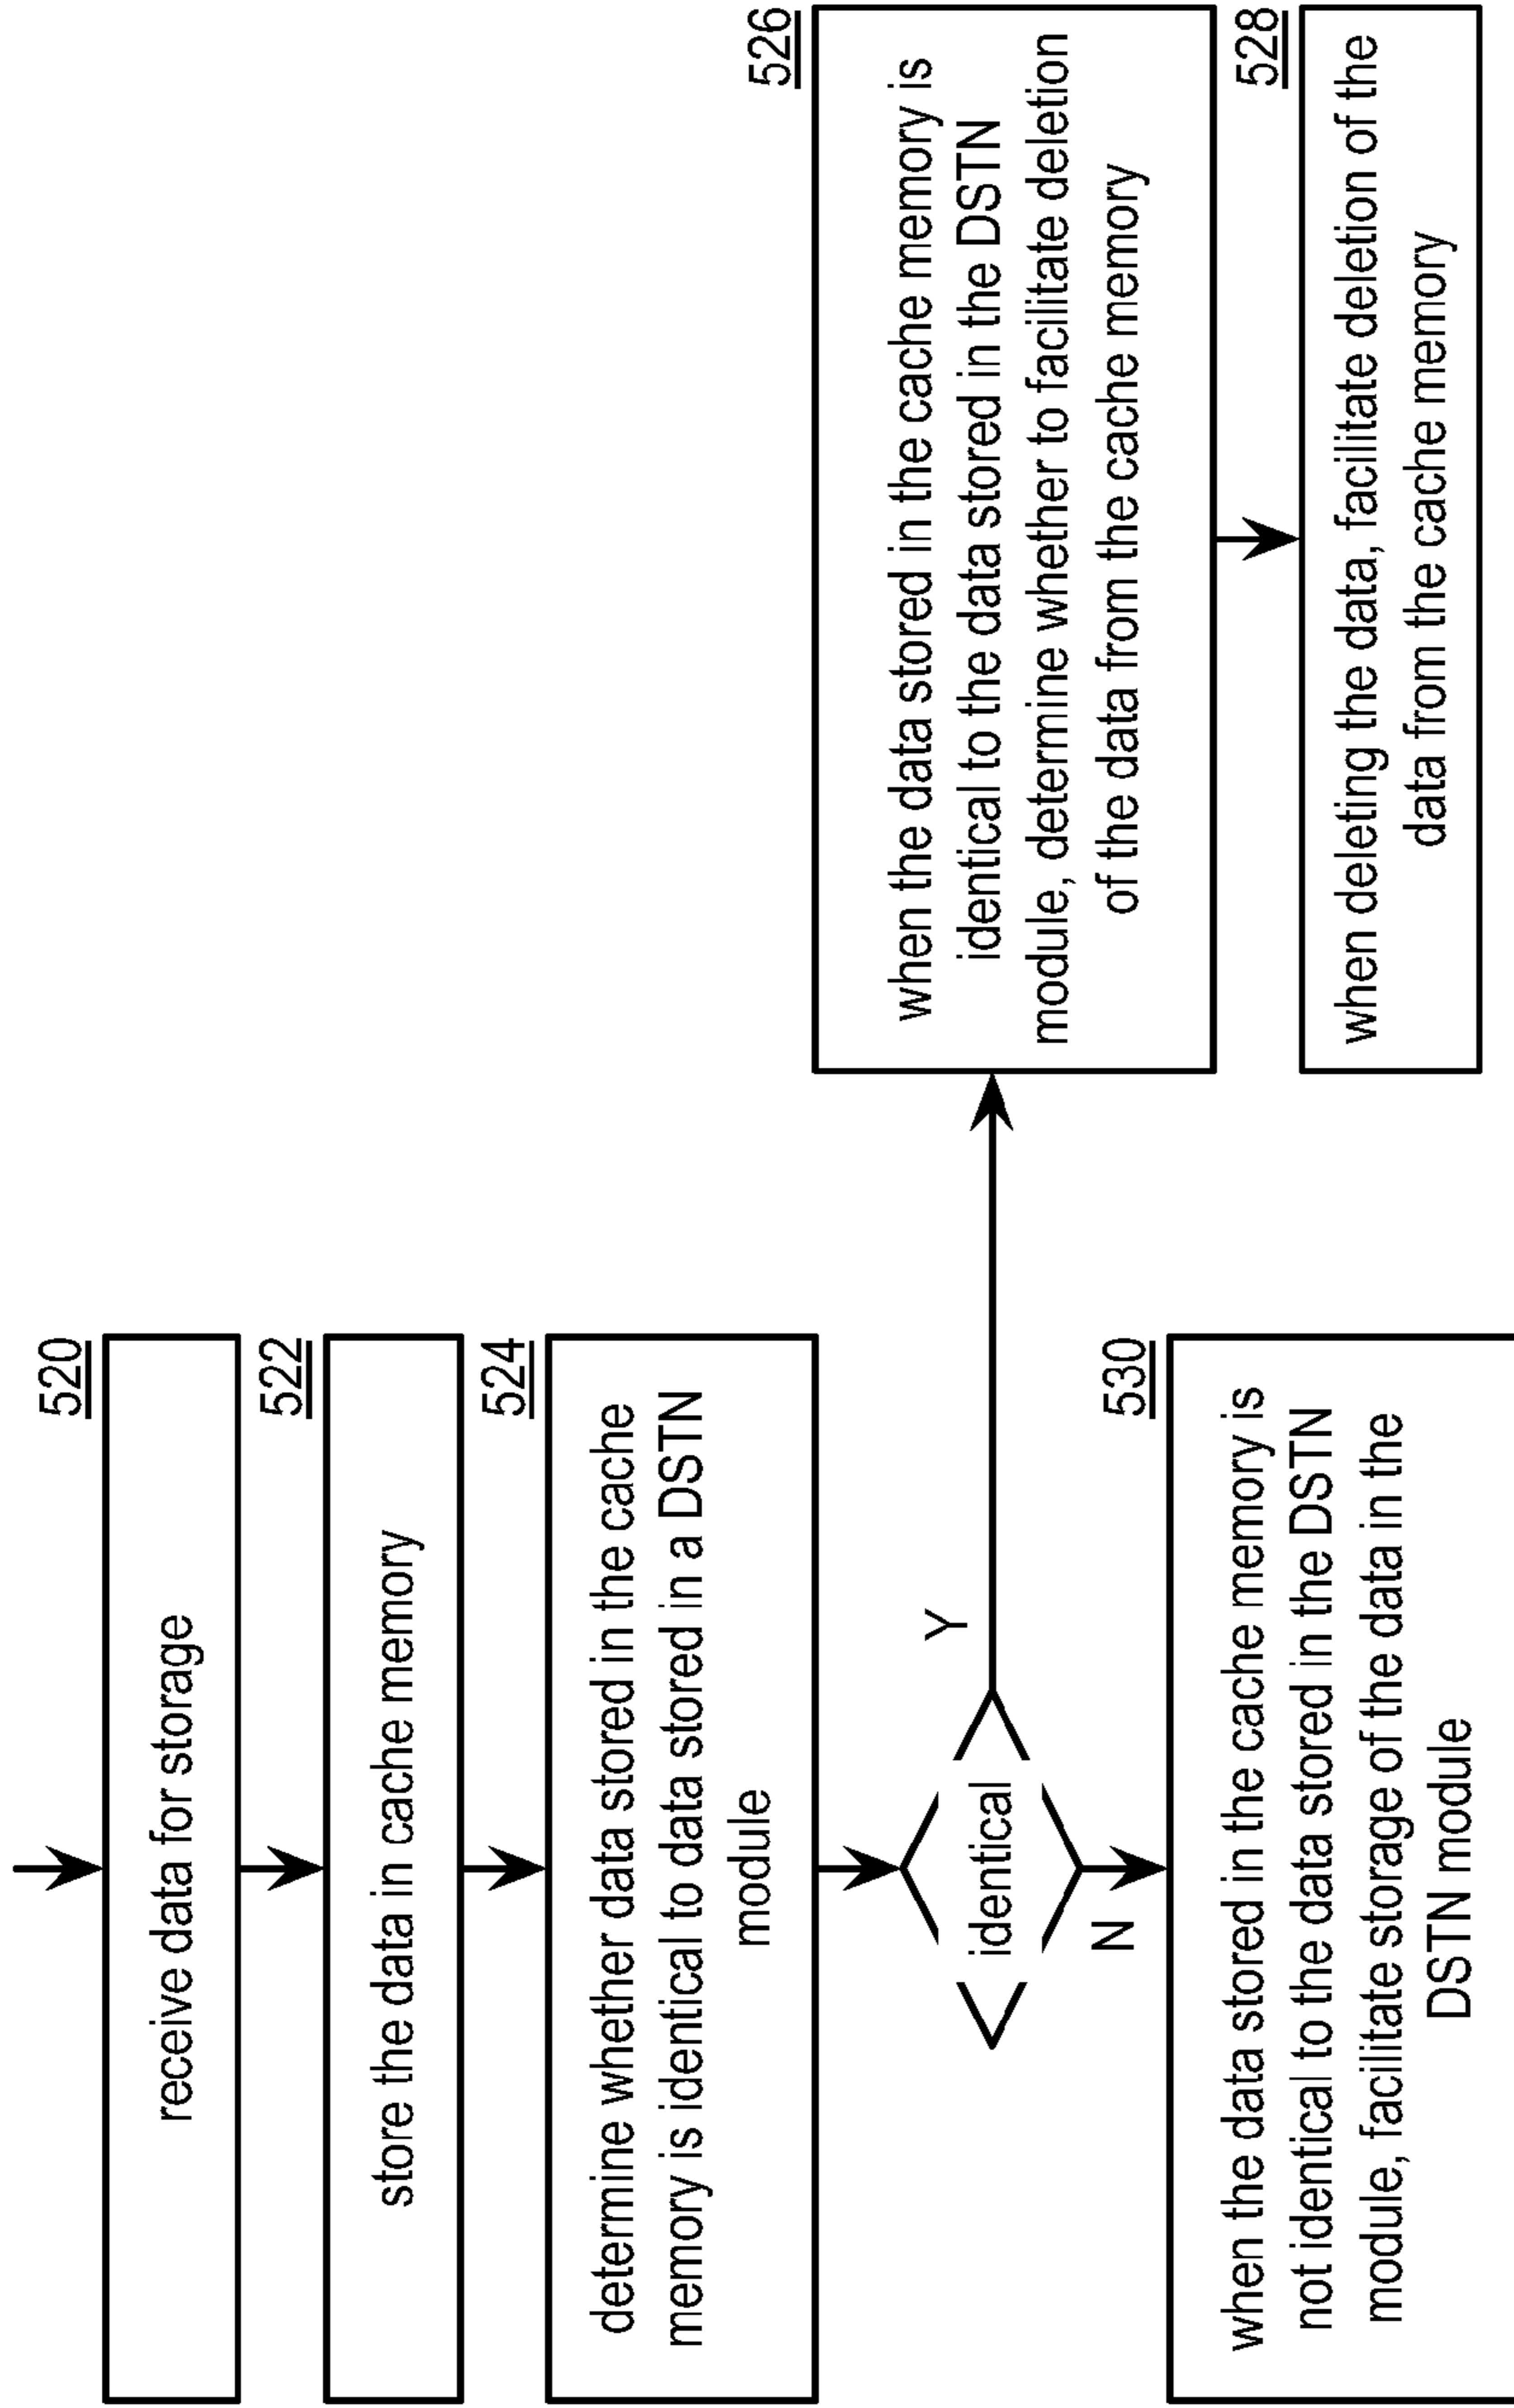 520
receive data for storage
522
store the data in cache memory
524
determine whether data stored in the cache
memory is identical to data stored in a DSTN
module
identical
Y
N
526
when the data stored in the cache memory is
identical to the data stored in the DSTN
module, determine whether to facilitate deletion
of the data from the cache memory
528
when deleting the data, facilitate deletion of the
data from the cache memory
530
when the data stored in the cache memory is
not identical to the data stored in the DSTN
module, facilitate storage of the data in the
DSTN module